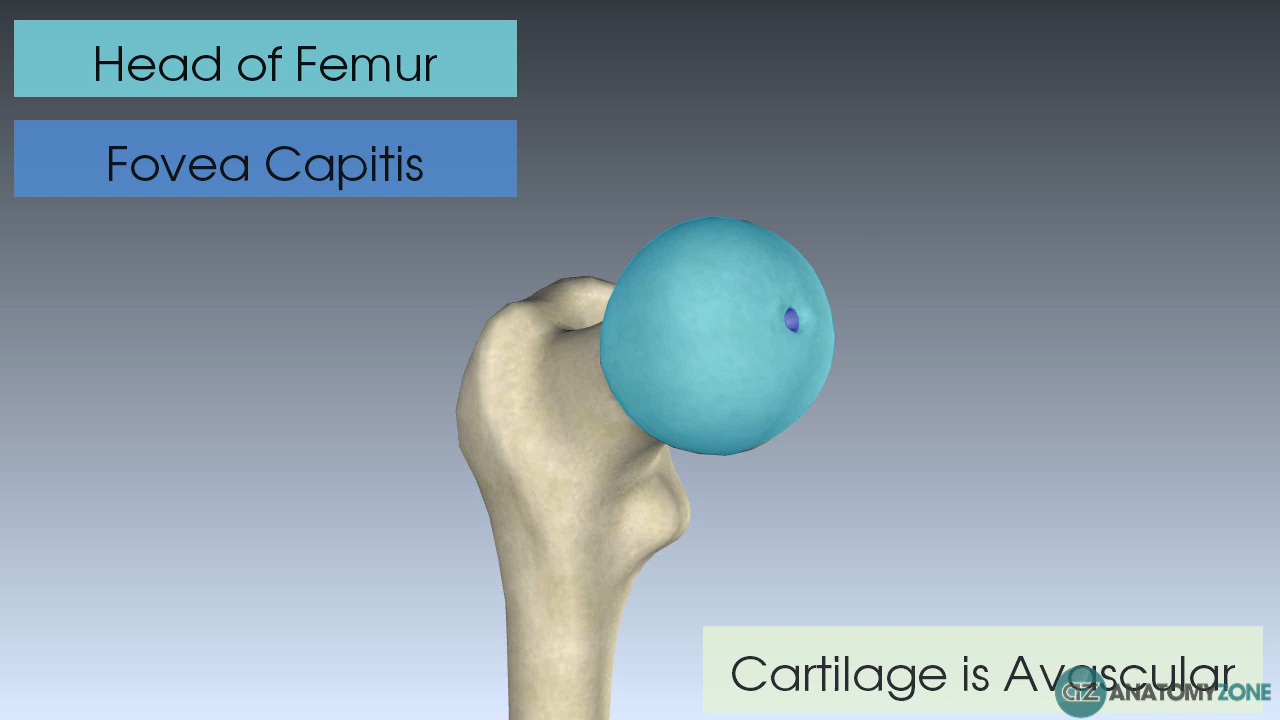 Head of Femur
Fovea Capitis
Cartilage is Avascular
AZ ANATOMYZONE